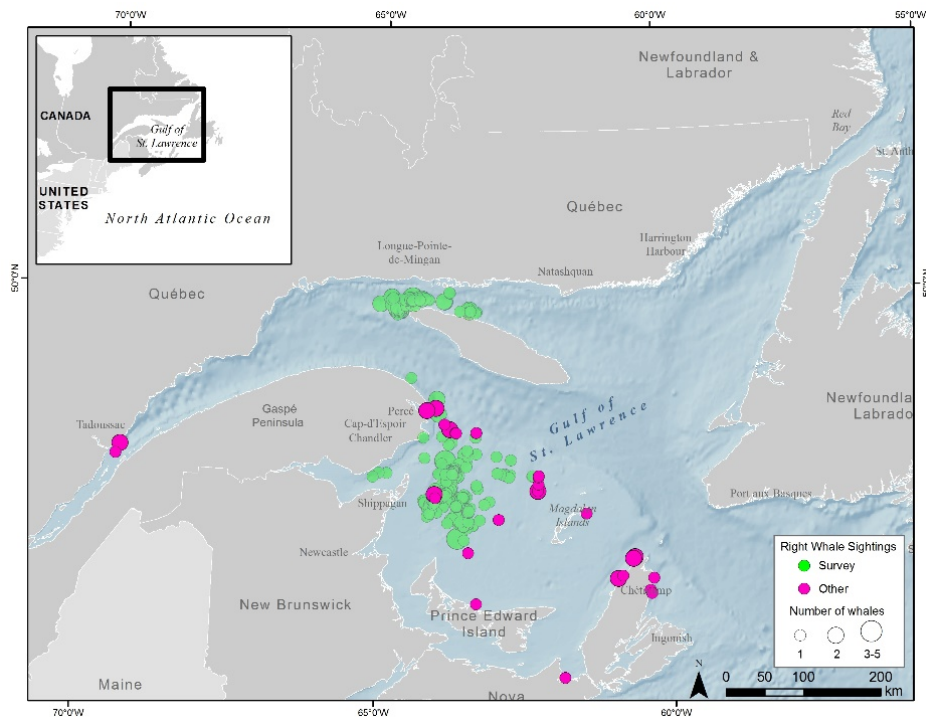 70°0'W
65°0'W
60°0'W
55°0'W
CANADA
Gulf of
St. Lawrence
UNITED
STATES
North Atlantic Ocean
Newfoundland &
Labrador
Red
Bay
St. Anth
Québec
Longue-Pointe-
de-Mingan
Harrington
Harbour
Natashquan
50°0'N
50°0'N
Québec
Gaspé
Peninsula
Percé
Cap-d'Espoir
Chandler
Tadoussac
Gulf of
St. Lawrence
Newfoundla
Labrado
Port aux Basques
Shippagan
Magdalen
Islands
Newcastle
New Brunswick
Prince Edward
Island
Ingonish
Maine
Nova
Right Whale Sightings
Survey
Other
Number of whales
1
2
3-5
N
0
50
100
200
km
70°0'W
65°0'W
60°0'W